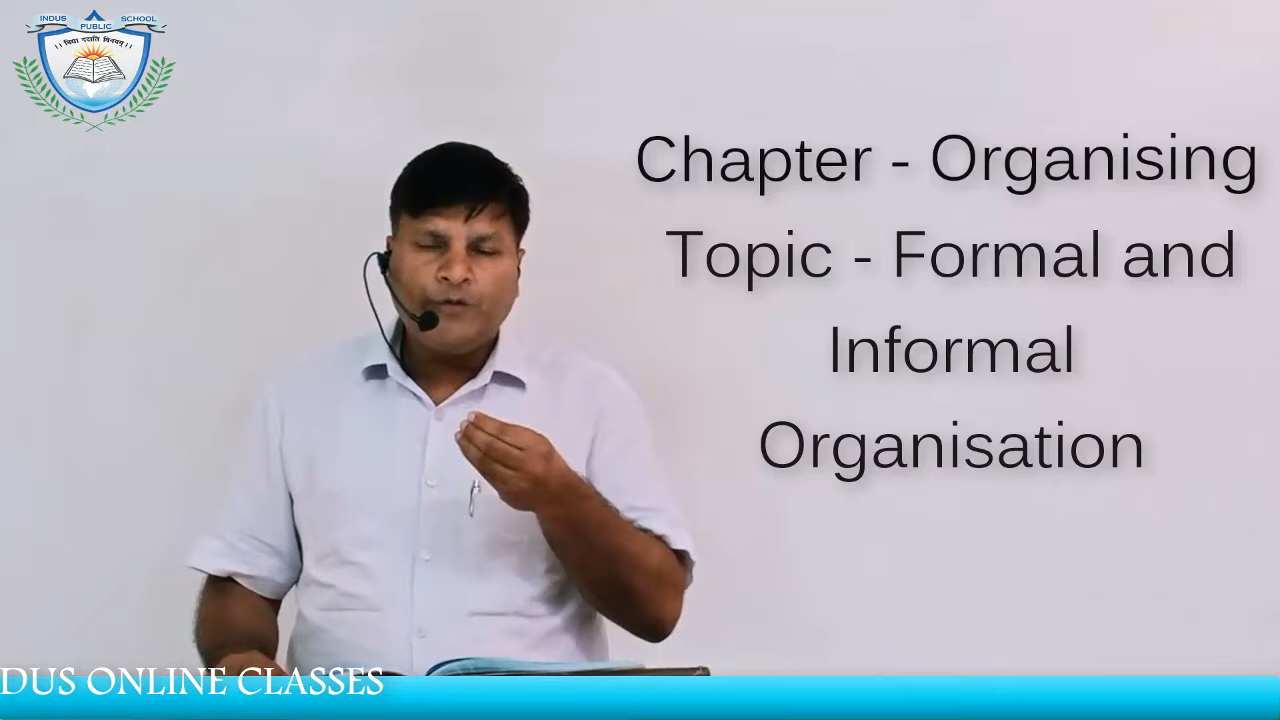 INDUS PUBLIC SCHOOL
।। विद्या ददाति विनयम् ।।
Chapter - Organising
Topic - Formal and
Informal
Organisation
DUS ONLINE CLASSES